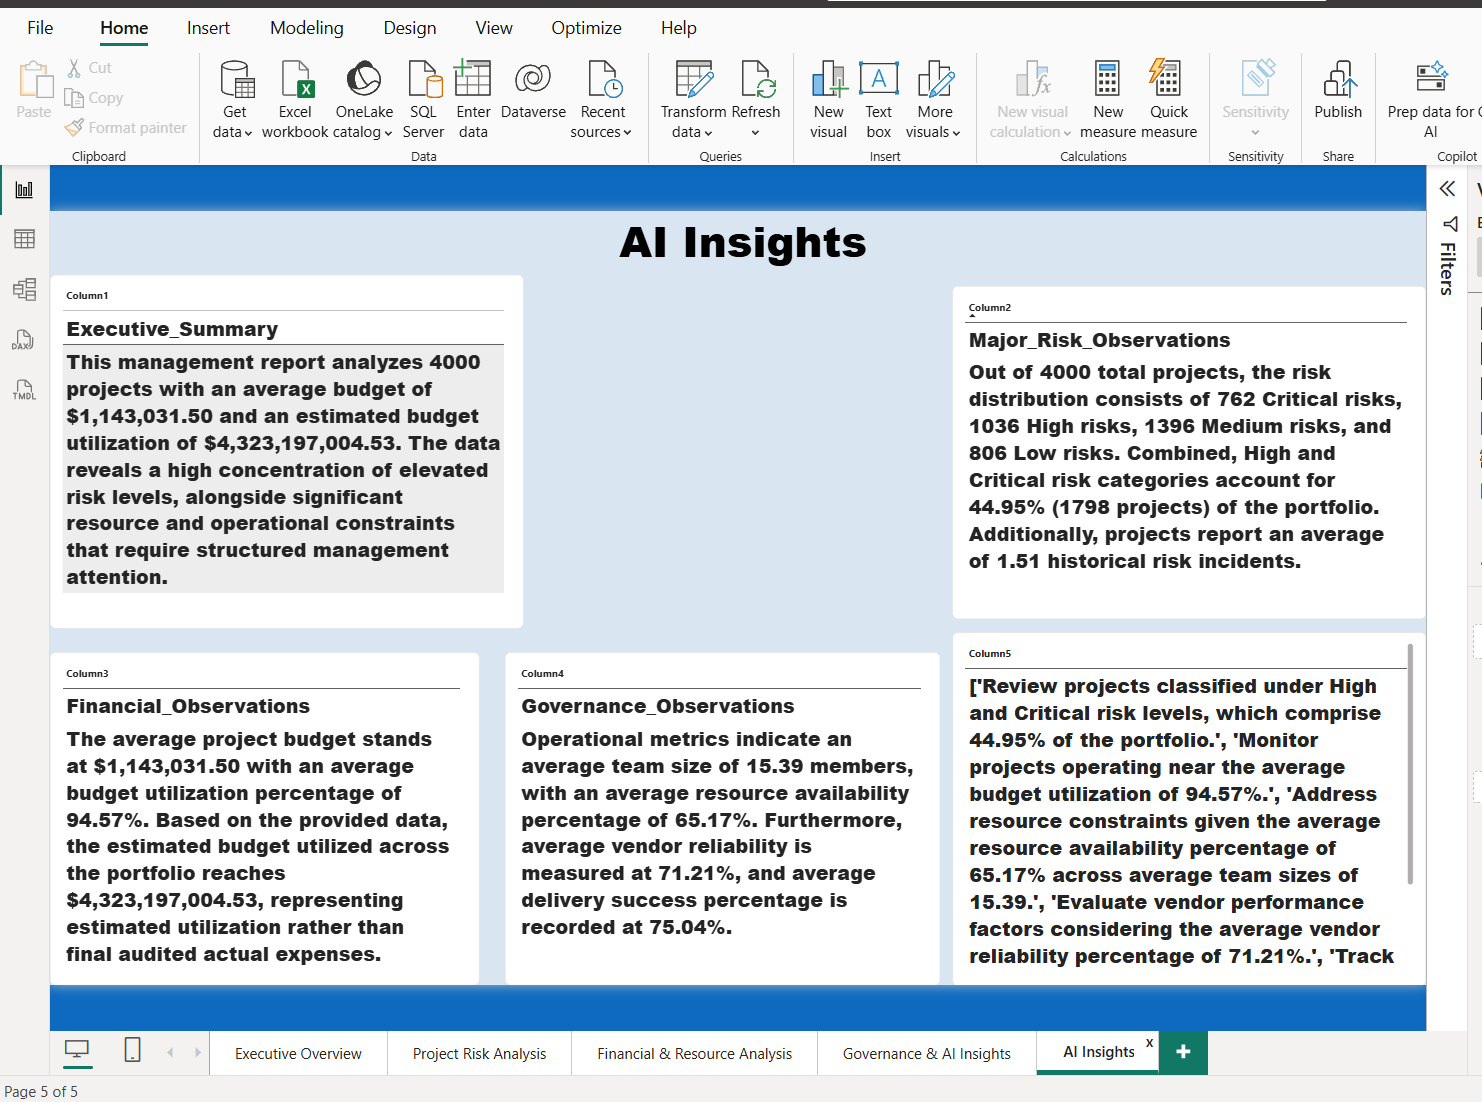 File Home Insert Modeling Design View Optimize Help
Paste
Cut
Copy
Format painter
Clipboard
Get data
Excel workbook
OneLake catalog
SQL Server
Enter data
Dataverse
Recent sources
Data
Transform data
Refresh
Queries
New visual
Text box
More visuals
Insert
New visual calculation
New measure
Quick measure
Calculations
Sensitivity
Sensitivity
Publish
Share
Prep data for
AI
Copilot
DAX
TMDL
Filters
AI Insights
Column1
Executive_Summary
This management report analyzes 4000
projects with an average budget of
$1,143,031.50 and an estimated budget
utilization of $4,323,197,004.53. The data
reveals a high concentration of elevated
risk levels, alongside significant
resource and operational constraints
that require structured management
attention.
Column2
Major_Risk_Observations
Out of 4000 total projects, the risk
distribution consists of 762 Critical risks,
1036 High risks, 1396 Medium risks, and
806 Low risks. Combined, High and
Critical risk categories account for
44.95% (1798 projects) of the portfolio.
Additionally, projects report an average
of 1.51 historical risk incidents.
Column3
Financial_Observations
The average project budget stands
at $1,143,031.50 with an average
budget utilization percentage of
94.57%. Based on the provided data,
the estimated budget utilized across
the portfolio reaches
$4,323,197,004.53, representing
estimated utilization rather than
final audited actual expenses.
Column4
Governance_Observations
Operational metrics indicate an
average team size of 15.39 members,
with an average resource availability
percentage of 65.17%. Furthermore,
average vendor reliability is
measured at 71.21%, and average
delivery success percentage is
recorded at 75.04%.
Column5
['Review projects classified under High
and Critical risk levels, which comprise
44.95% of the portfolio.', 'Monitor
projects operating near the average
budget utilization of 94.57%.', 'Address
resource constraints given the average
resource availability percentage of
65.17% across average team sizes of
15.39.', 'Evaluate vendor performance
factors considering the average vendor
reliability percentage of 71.21%.', 'Track
Executive Overview
Project Risk Analysis
Financial & Resource Analysis
Governance & AI Insights
AI Insights
x
Page 5 of 5